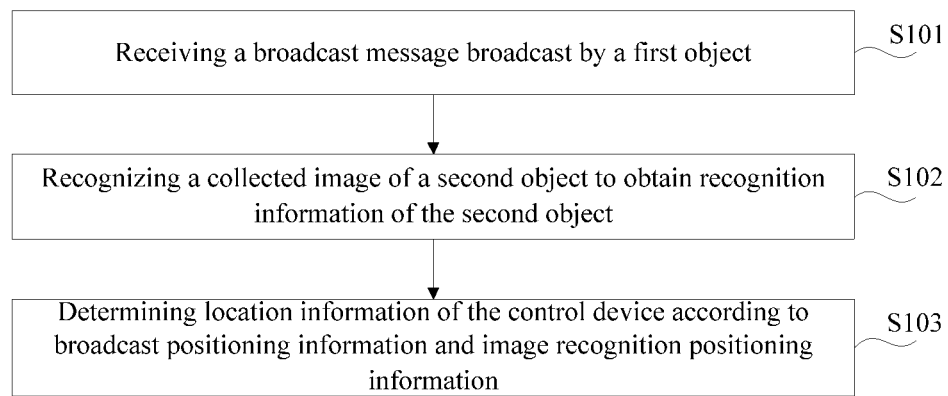 Receiving a broadcast message broadcast by a first object
S101
Recognizing a collected image of a second object to obtain recognition
information of the second object
S102
Determining location information of the control device according to
broadcast positioning information and image recognition positioning
information
S103